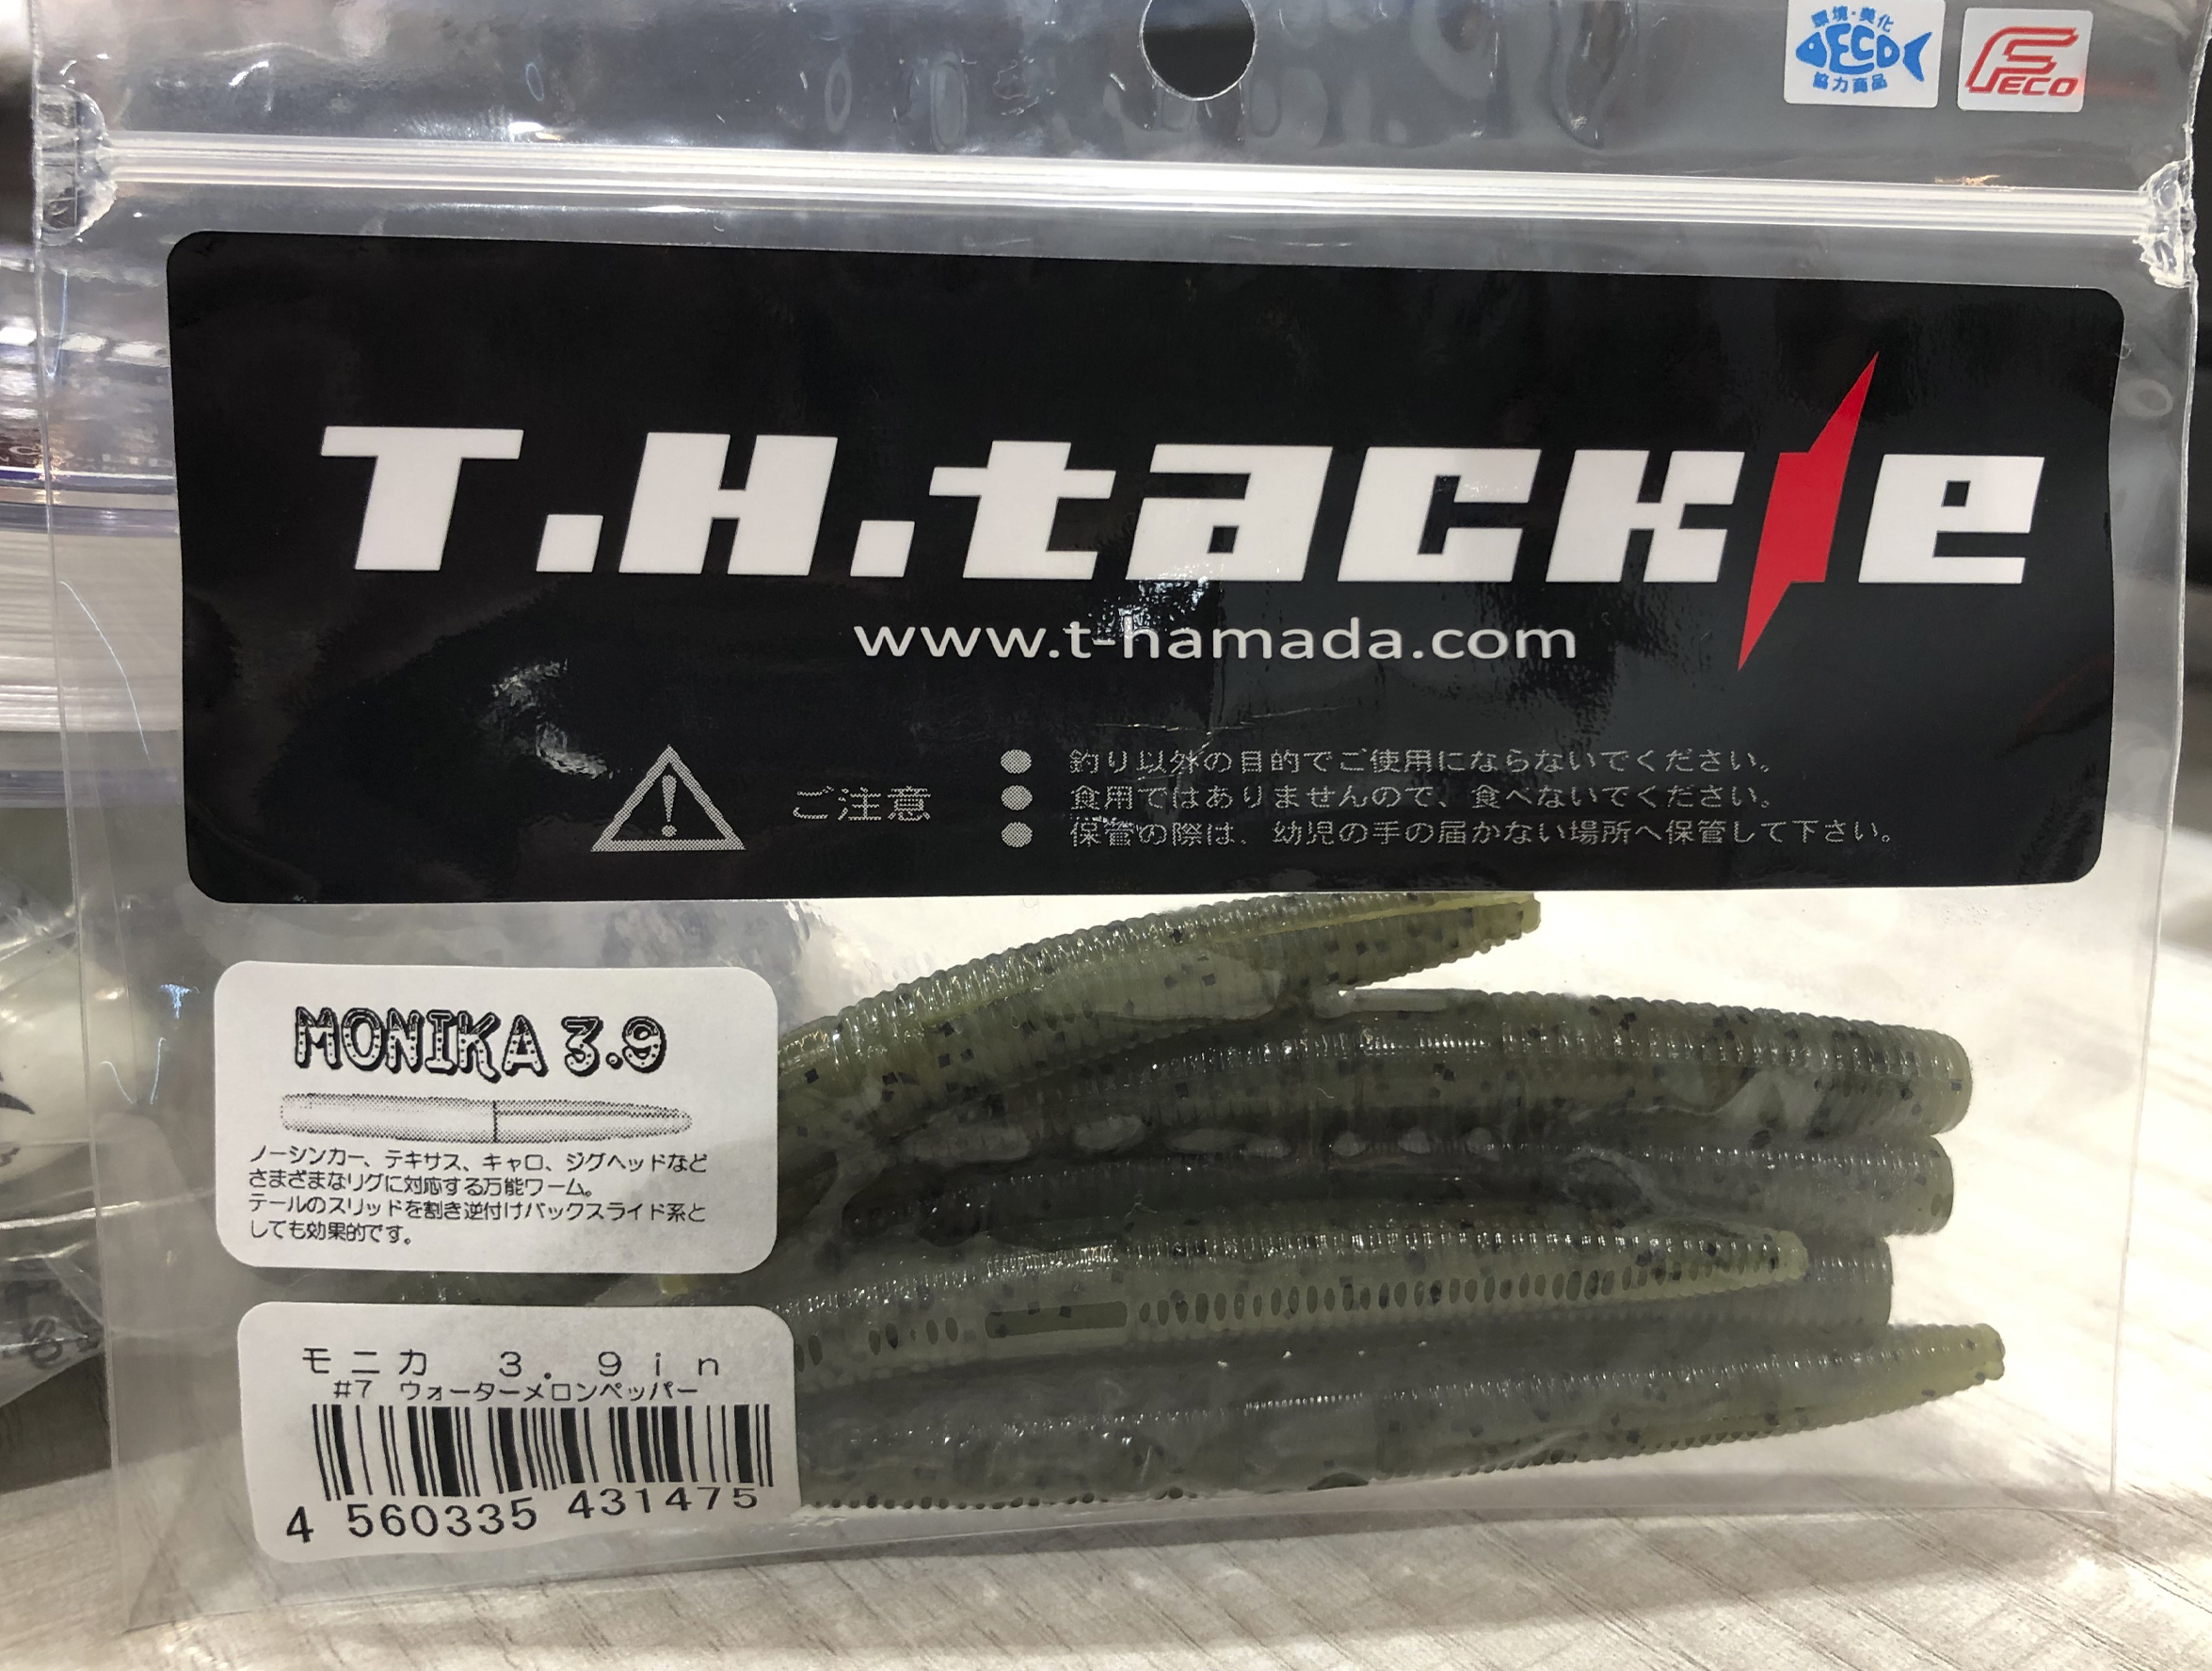 環境・美化
ECO
協力商品
FECO
T.H.tackle
www.t-hamada.com
ご注意
● 釣り以外の目的でご使用にならないでください。
● 食用ではありませんので、食べないでください。
● 保管の際は、幼児の手の届かない場所へ保管して下さい。
MONIKA 3.9
ノーシンカー、テキサス、キャロ、ジグヘッドなど
さまざまなリグに対応する万能ワーム。
テールのスリッドを割き逆付けバックスライド系と
しても効果的です。
モニカ 3.9in
#7 ウォーターメロンペッパー
4 560335 431475